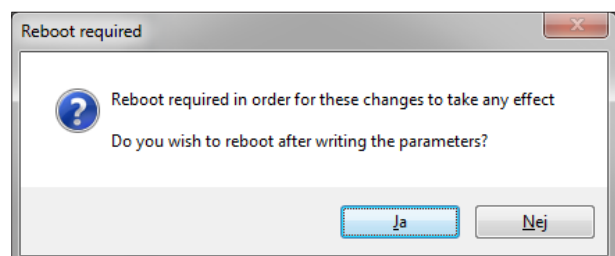 Reboot required
Reboot required in order for these changes to take any effect
Do you wish to reboot after writing the parameters?
Ja
Nej